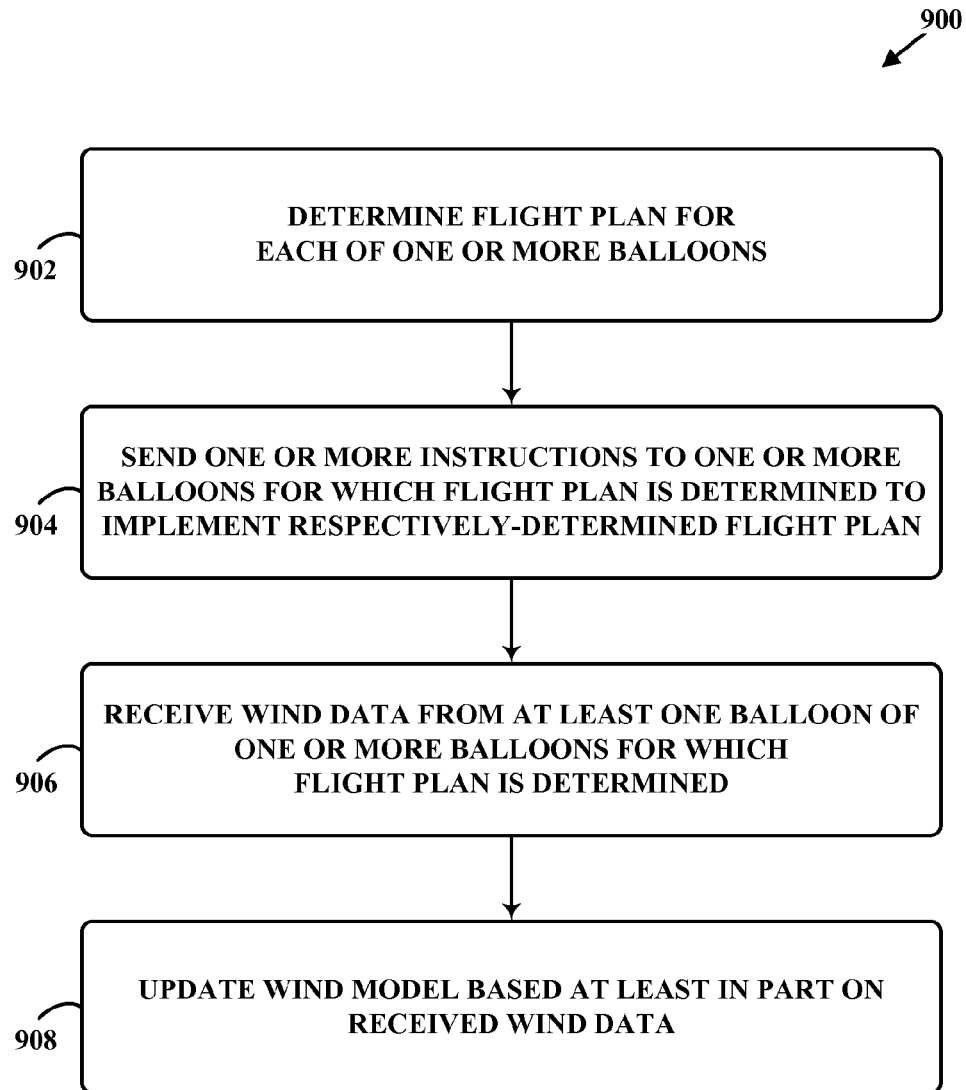 900
DETERMINE FLIGHT PLAN FOR
EACH OF ONE OR MORE BALLOONS
902
SEND ONE OR MORE INSTRUCTIONS TO ONE OR MORE
BALLOONS FOR WHICH FLIGHT PLAN IS DETERMINED TO
IMPLEMENT RESPECTIVELY-DETERMINED FLIGHT PLAN
904
RECEIVE WIND DATA FROM AT LEAST ONE BALLOON OF
ONE OR MORE BALLOONS FOR WHICH
FLIGHT PLAN IS DETERMINED
906
UPDATE WIND MODEL BASED AT LEAST IN PART ON
RECEIVED WIND DATA
908